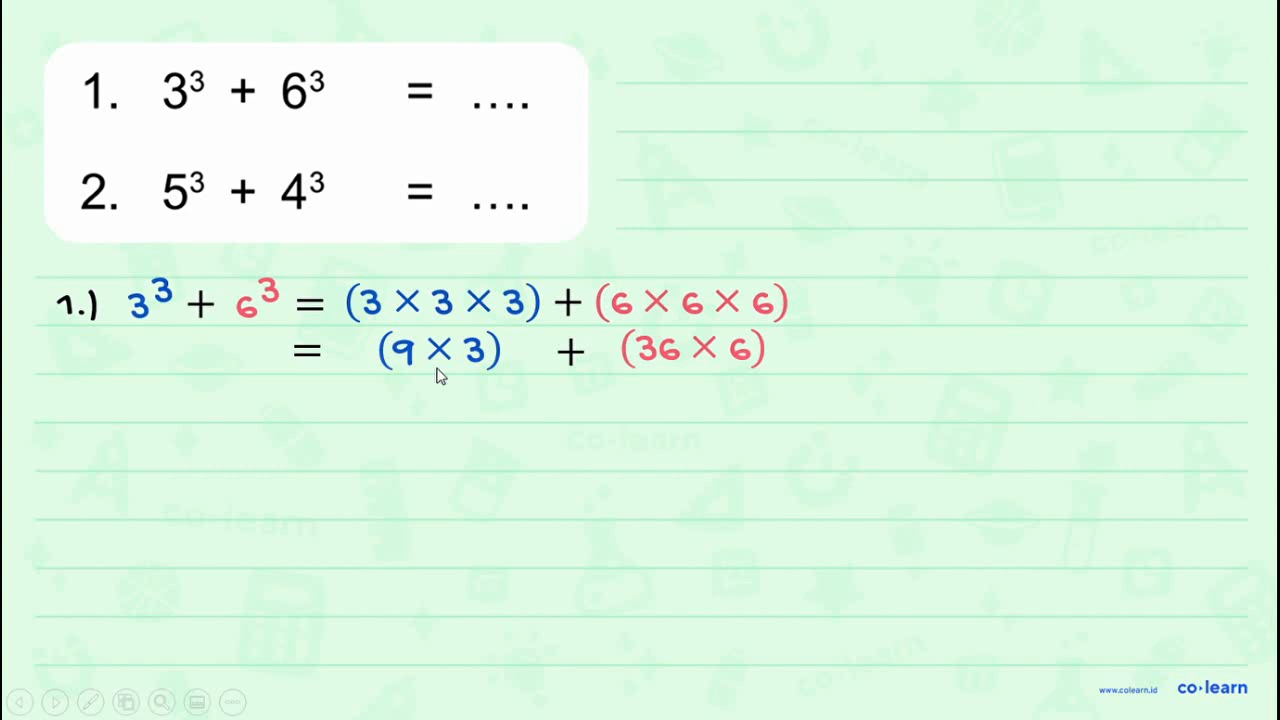 1. 3³ + 6³ = ....
2. 5³ + 4³ = ....
1.) 3³ + 6³ = (3 × 3 × 3) + (6 × 6 × 6)
= (9 × 3) + (36 × 6)
www.colearn.id co·learn